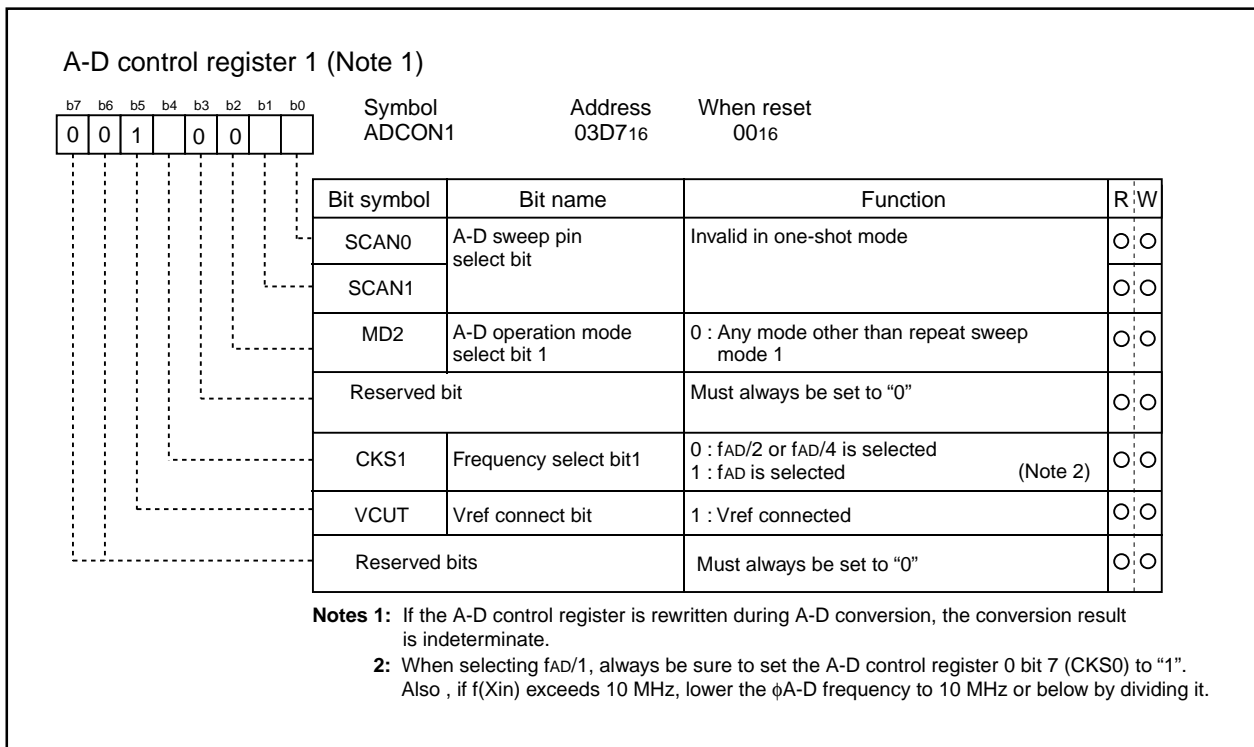 A-D control register 1 (Note 1)
b7 b6 b5 b4 b3 b2 b1 b0
Symbol Address When reset
0 0 1 0 0
ADCON1 03D716 0016
Bit symbol Bit name Function R W
SCAN0 A-D sweep pin Invalid in one-shot mode
select bit
SCAN1
MD2 A-D operation mode 0 : Any mode other than repeat sweep
select bit 1 mode 1
Reserved bit Must always be set to “0”
CKS1 Frequency select bit1 0 : fAD/2 or fAD/4 is selected
1 : fAD is selected (Note 2)
VCUT Vref connect bit 1 : Vref connected
Reserved bits Must always be set to “0”
Notes 1: If the A-D control register is rewritten during A-D conversion, the conversion result
is indeterminate.
2: When selecting fAD/1, always be sure to set the A-D control register 0 bit 7 (CKS0) to “1”.
Also , if f(Xin) exceeds 10 MHz, lower the ϕA-D frequency to 10 MHz or below by dividing it.